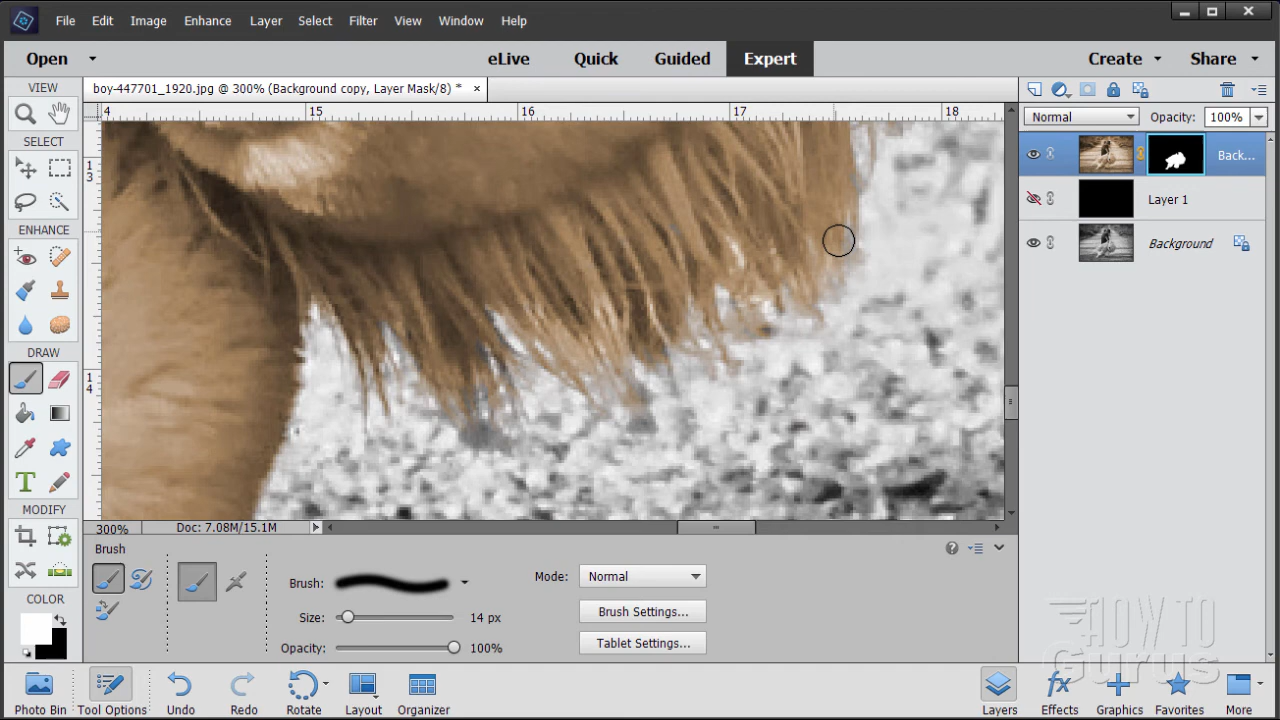 File Edit Image Enhance Layer Select Filter View Window Help
Open eLive Quick Guided Expert Create Share
VIEW
boy-447701_1920.jpg @ 300% (Background copy, Layer Mask/8) * ×
4 15 16 17 18
Normal Opacity: 100%
SELECT
13
Back...
Layer 1
ENHANCE
Background
DRAW
14
T
MODIFY
300% Doc: 7.08M/15.1M
Brush
Brush: Mode: Normal
COLOR
Size: 14 px Brush Settings...
Opacity: 100% Tablet Settings...
HOW TO
Gurus
fx
Photo Bin Tool Options Undo Redo Rotate Layout Organizer Layers Effects Graphics Favorites More